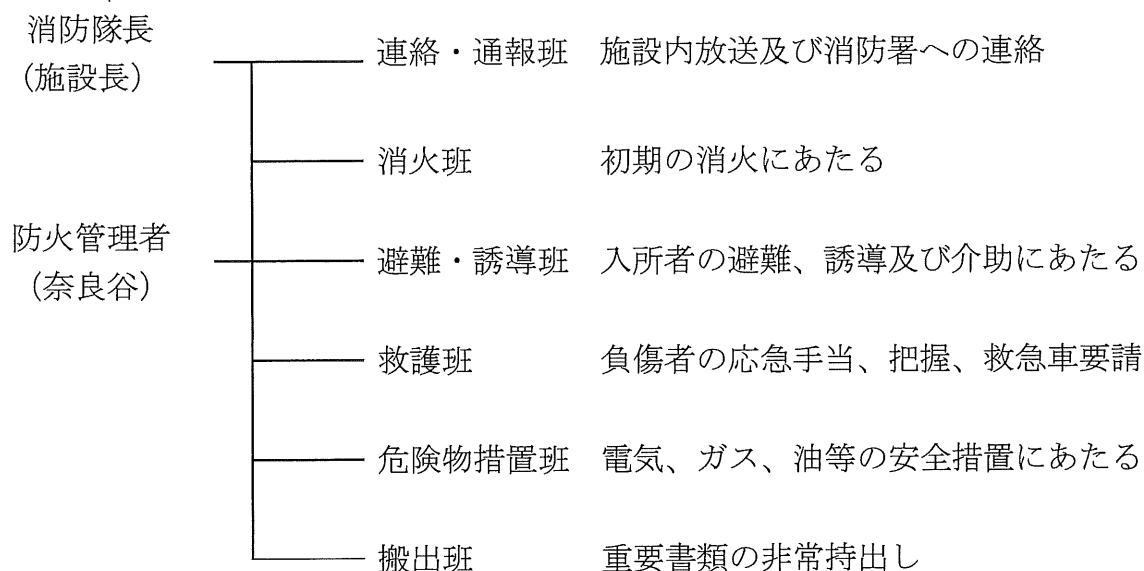 消防隊長
(施設長)
連絡・通報班 施設内放送及び消防署への連絡
消火班 初期の消火にあたる
防火管理者
(奈良谷)
避難・誘導班 入所者の避難、誘導及び介助にあたる
救護班 負傷者の応急手当、把握、救急車要請
危険物措置班 電気、ガス、油等の安全措置にあたる
搬出班 重要書類の非常持出し